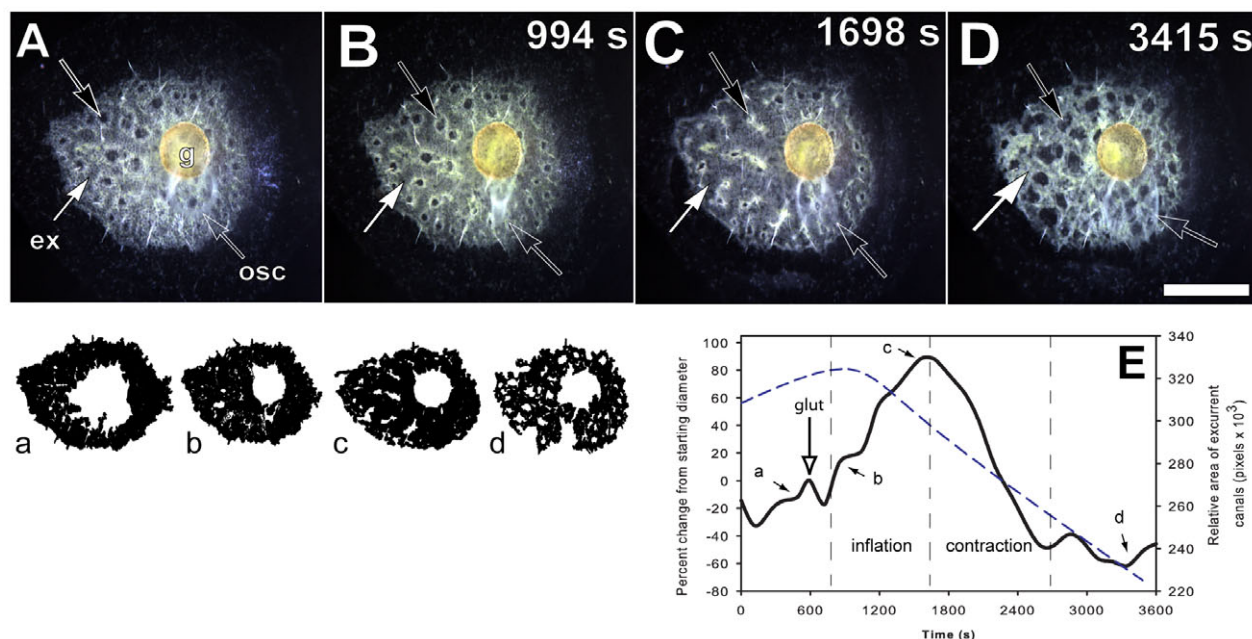 A
B
994 s
C
1698 s
D
3415 s
g
ex
osc
a
b
c
d
E
100
80
60
40
20
0
-20
-40
-60
-80
Percent change from starting diameter
340
320
300
280
260
240
220
Relative area of excurrent
canals (pixels x 10³)
c
glut
a
b
d
inflation
contraction
0
600
1200
1800
2400
3000
3600
Time (s)